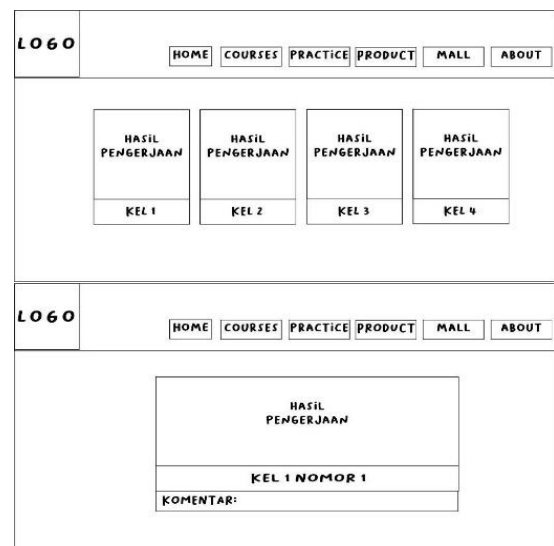 LOGO
HOME COURSES PRACTiCE PRODUCT MALL ABOUT
HASiL PENGERJAAN HASiL PENGERJAAN HASiL PENGERJAAN HASiL PENGERJAAN
KEL 1 KEL 2 KEL 3 KEL 4
LOGO
HOME COURSES PRACTiCE PRODUCT MALL ABOUT
HASiL
PENGERJAAN
KEL 1 NOMOR 1
KOMENTAR: